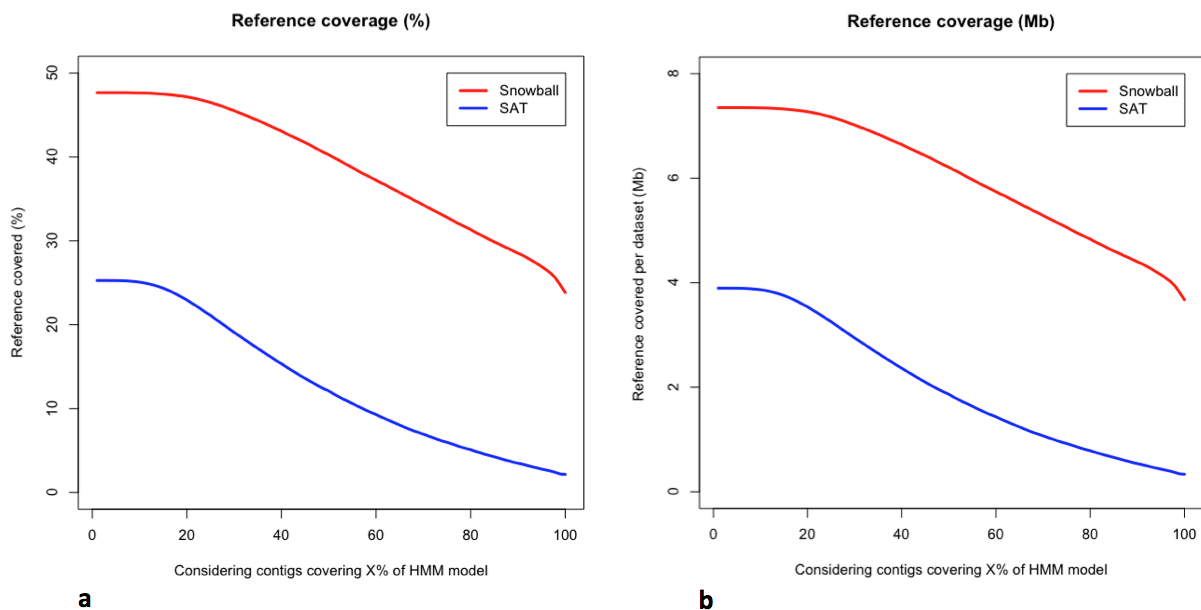 Reference coverage (%)
Reference covered (%)
50
40
30
20
10
0
Snowball
SAT
0 20 40 60 80 100
Considering contigs covering X% of HMM model
a
Reference coverage (Mb)
Reference covered per dataset (Mb)
8
6
4
2
0
Snowball
SAT
0 20 40 60 80 100
Considering contigs covering X% of HMM model
b